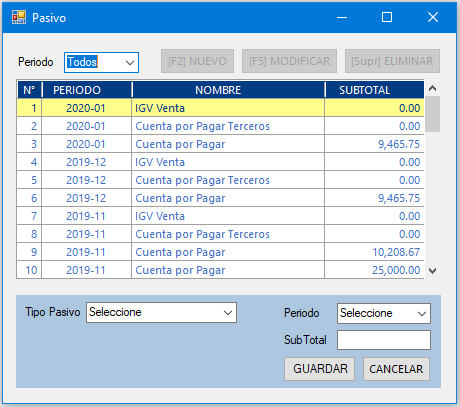 Pasivo
Periodo Todos [F2] NUEVO [F5] MODIFICAR [Supr] ELIMINAR
N° PERIODO NOMBRE SUBTOTAL
1 2020-01 IGV Venta 0.00
2 2020-01 Cuenta por Pagar Terceros 0.00
3 2020-01 Cuenta por Pagar 9,465.75
4 2019-12 IGV Venta 0.00
5 2019-12 Cuenta por Pagar Terceros 0.00
6 2019-12 Cuenta por Pagar 9,465.75
7 2019-11 IGV Venta 0.00
8 2019-11 Cuenta por Pagar Terceros 0.00
9 2019-11 Cuenta por Pagar 10,208.67
10 2019-11 Cuenta por Pagar 25,000.00
Tipo Pasivo Seleccione Periodo Seleccione
SubTotal
GUARDAR CANCELAR